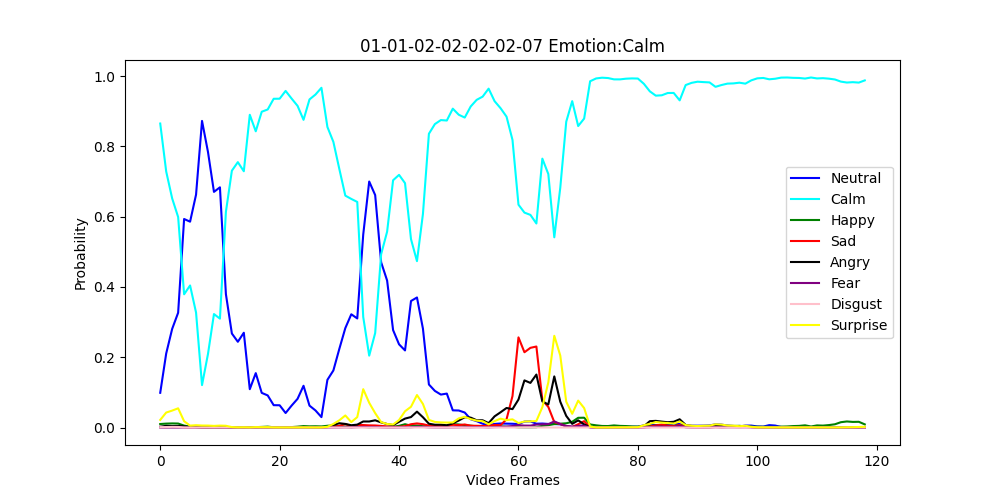 01-01-02-02-02-02-07 Emotion:Calm
1.0
0.8
0.6
0.4
0.2
0.0
Probability
0
20
40
60
80
100
120
Video Frames
Neutral
Calm
Happy
Sad
Angry
Fear
Disgust
Surprise